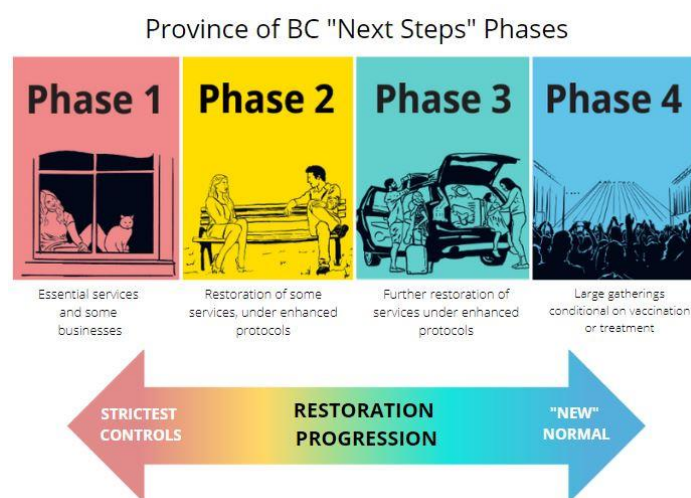 Province of BC "Next Steps" Phases
Phase 1
Phase 2
Phase 3
Phase 4
Essential services
and some
businesses
Restoration of some
services, under enhanced
protocols
Further restoration of
services under enhanced
protocols
Large gatherings
conditional on vaccination
or treatment
STRICTEST
CONTROLS
RESTORATION
PROGRESSION
"NEW"
NORMAL